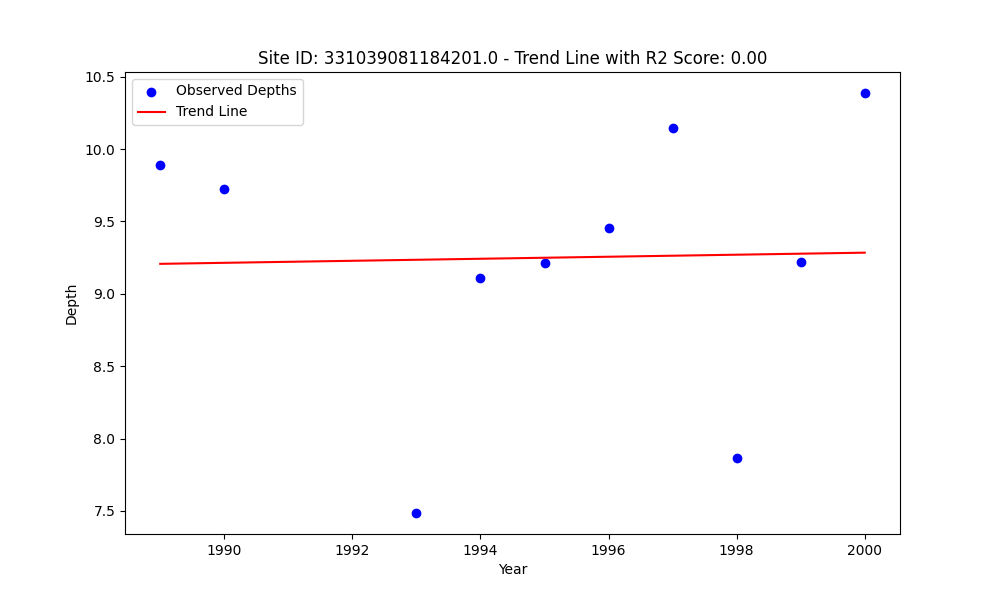 Site ID: 331039081184201.0 - Trend Line with R2 Score: 0.00
Observed Depths
Trend Line
10.5
10.0
9.5
9.0
8.5
8.0
7.5
Depth
1990
1992
1994
1996
1998
2000
Year